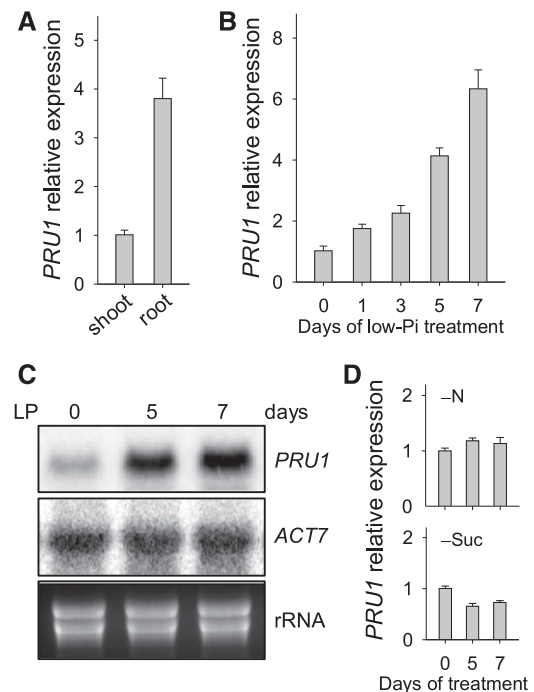 A
PRU1 relative expression
5
4
3
2
1
0
shoot root
B
PRU1 relative expression
8
6
4
2
0
0 1 3 5 7
Days of low-Pi treatment
C
LP 0 5 7 days
PRU1
ACT7
rRNA
D
PRU1 relative expression
–N
2
1
0
–Suc
2
1
0
0 5 7
Days of treatment